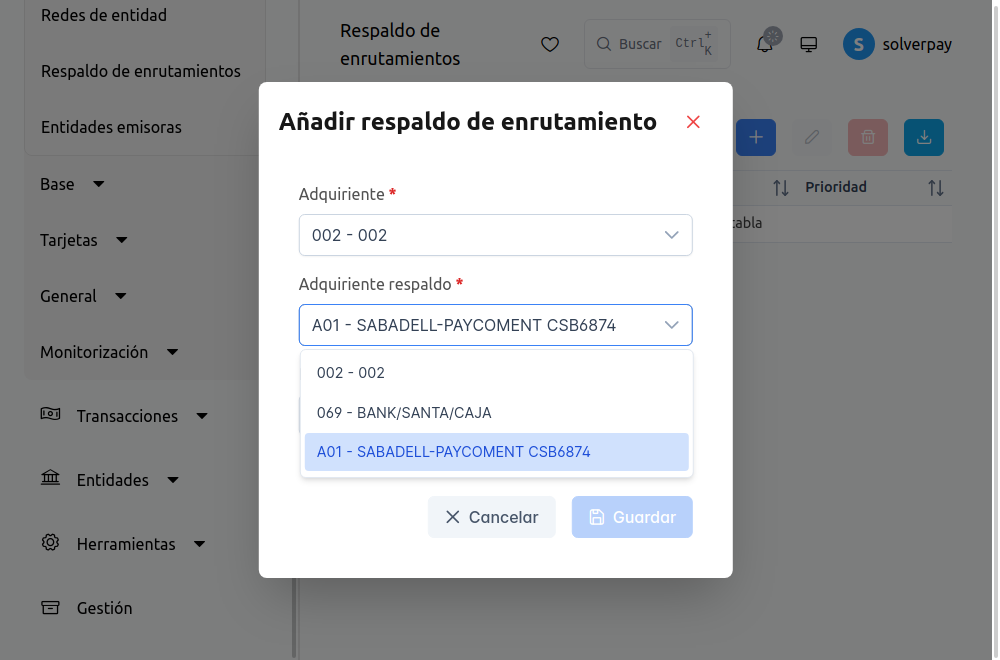 Redes de entidad
Respaldo de enrutamientos
Entidades emisoras
Base
Tarjetas
General
Monitorización
Transacciones
Entidades
Herramientas
Gestión
Respaldo de
enrutamientos
Buscar
Ctrl+
K
S
solverpay
Prioridad
tabla
Añadir respaldo de enrutamiento
Adquiriente *
002 - 002
Adquiriente respaldo *
A01 - SABADELL-PAYCOMENT CSB6874
002 - 002
069 - BANK/SANTA/CAJA
A01 - SABADELL-PAYCOMENT CSB6874
Cancelar
Guardar